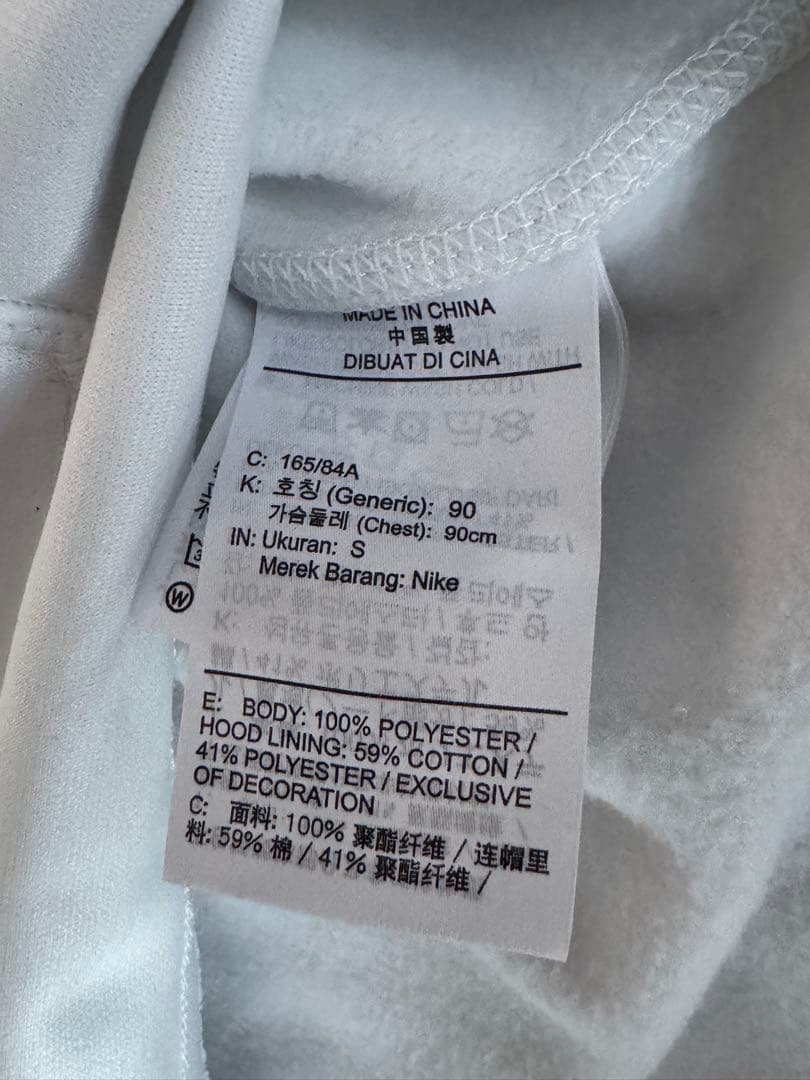 MADE IN CHINA
中国製
DIBUAT DI CINA
C: 165/84A
K: 호칭 (Generic): 90
가슴둘레 (Chest): 90cm
IN: Ukuran: S
Merek Barang: Nike
W
E: BODY: 100% POLYESTER /
HOOD LINING: 59% COTTON /
41% POLYESTER / EXCLUSIVE
OF DECORATION
C: 面料: 100% 聚酯纤维 / 连帽里
料: 59% 棉 / 41% 聚酯纤维 /